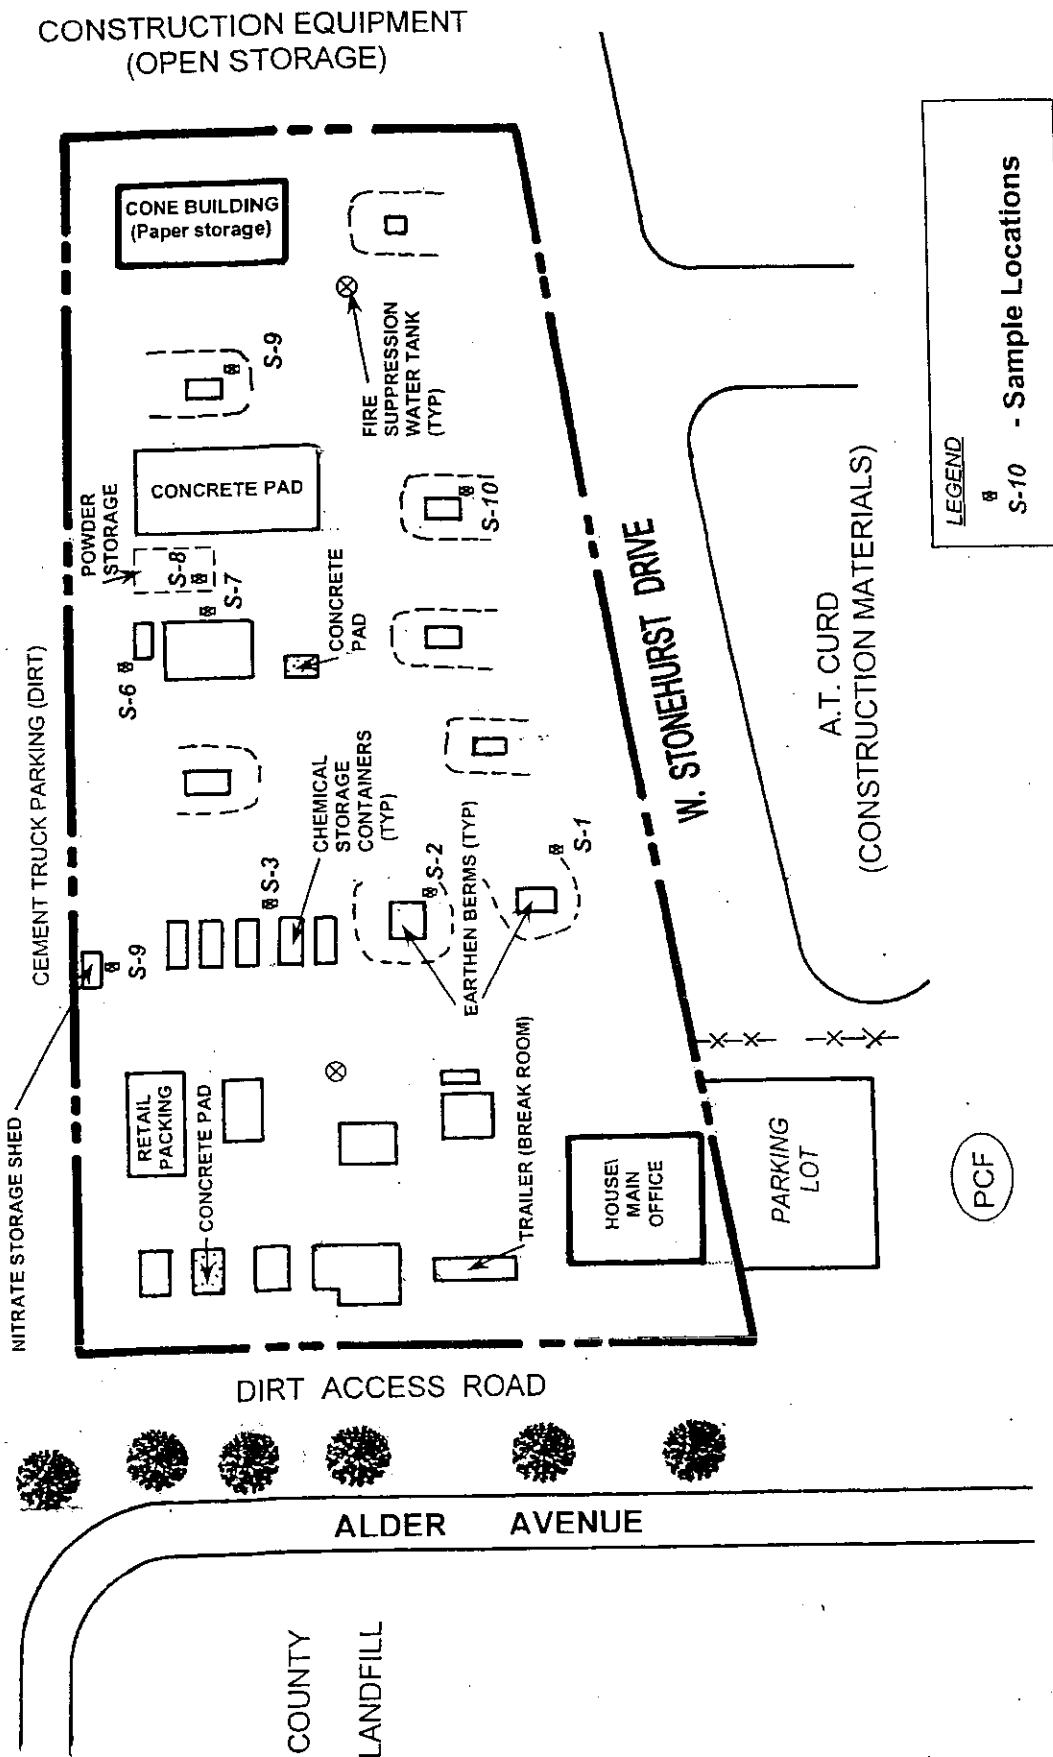 CONSTRUCTION EQUIPMENT
(OPEN STORAGE)
CONE BUILDING
(Paper storage)
S-9
FIRE
SUPPRESSION
WATER TANK
(TYP)
CONCRETE PAD
POWDER
STORAGE
S-8
S-7
S-6
S-10
CONCRETE
PAD
CEMENT TRUCK PARKING (DIRT)
CHEMICAL
STORAGE
CONTAINERS
(TYP)
S-3
S-2
S-1
EARTHEN BERMS (TYP)
S-9
NITRATE STORAGE SHED
RETAIL
PACKING
CONCRETE PAD
TRAILER (BREAK ROOM)
HOUSE\
MAIN
OFFICE
PARKING
LOT
PCF
W. STONEHURST DRIVE
A.T. CURD
(CONSTRUCTION MATERIALS)
LEGEND
S-10 - Sample Locations
DIRT ACCESS ROAD
ALDER AVENUE
COUNTY
LANDFILL